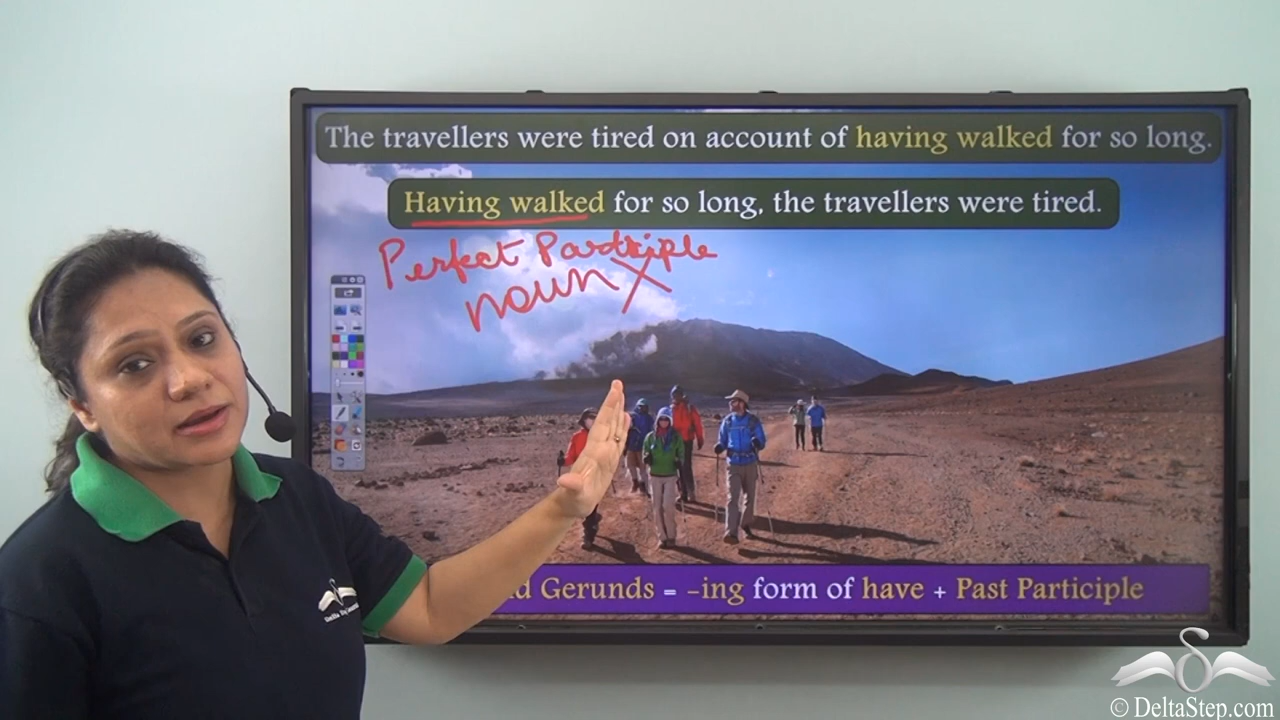 The travellers were tired on account of having walked for so long.
Having walked for so long, the travellers were tired.
Perfect Participle
noun X
Gerunds = -ing form of have + Past Participle
© DeltaStep.com